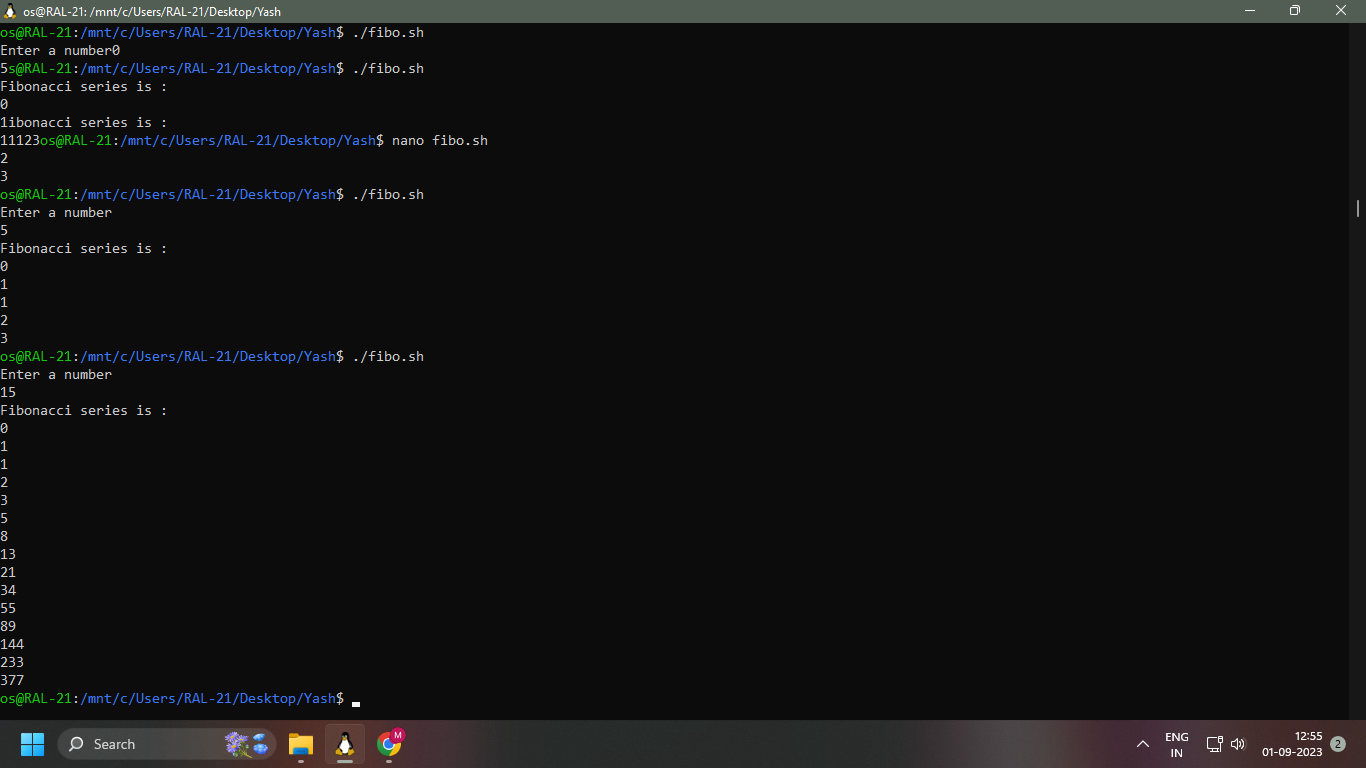 os@RAL-21: /mnt/c/Users/RAL-21/Desktop/Yash
os@RAL-21:/mnt/c/Users/RAL-21/Desktop/Yash$ ./fibo.sh
Enter a number0
5s@RAL-21:/mnt/c/Users/RAL-21/Desktop/Yash$ ./fibo.sh
Fibonacci series is :
0
1ibonacci series is :
11123os@RAL-21:/mnt/c/Users/RAL-21/Desktop/Yash$ nano fibo.sh
2
3
os@RAL-21:/mnt/c/Users/RAL-21/Desktop/Yash$ ./fibo.sh
Enter a number
5
Fibonacci series is :
0
1
1
2
3
os@RAL-21:/mnt/c/Users/RAL-21/Desktop/Yash$ ./fibo.sh
Enter a number
15
Fibonacci series is :
0
1
1
2
3
5
8
13
21
34
55
89
144
233
377
os@RAL-21:/mnt/c/Users/RAL-21/Desktop/Yash$
Search
M
ENG
IN
12:55
01-09-2023
2